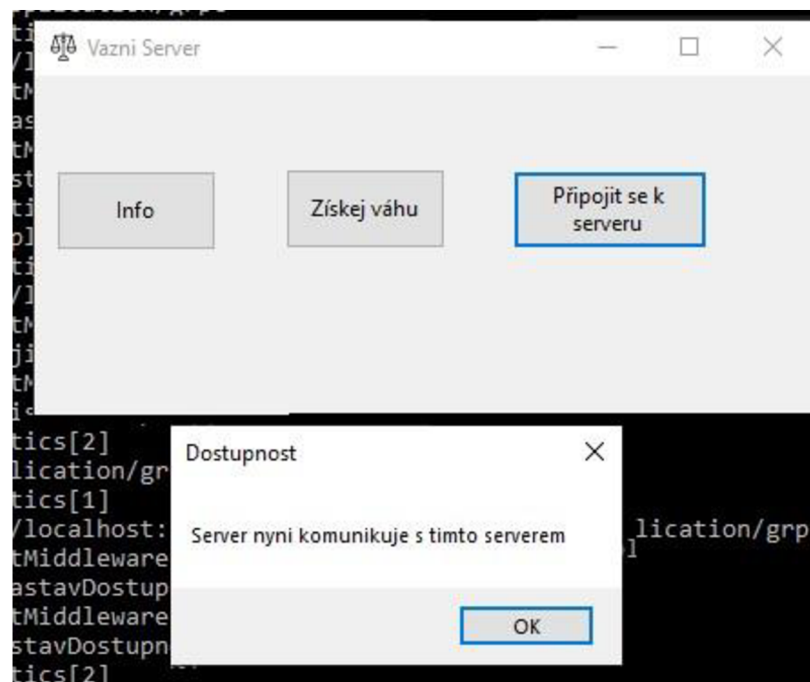 Vazni Server
Info
Získej váhu
Připojit se k
serveru
tics[2]
Dostupnost
lication/gr
tics[1]
/localhost:
Server nyni komunikuje s timto serverem
lication/grp
tMiddleware
astavDostup
tMiddleware
OK
stavDostupn
tics[2]